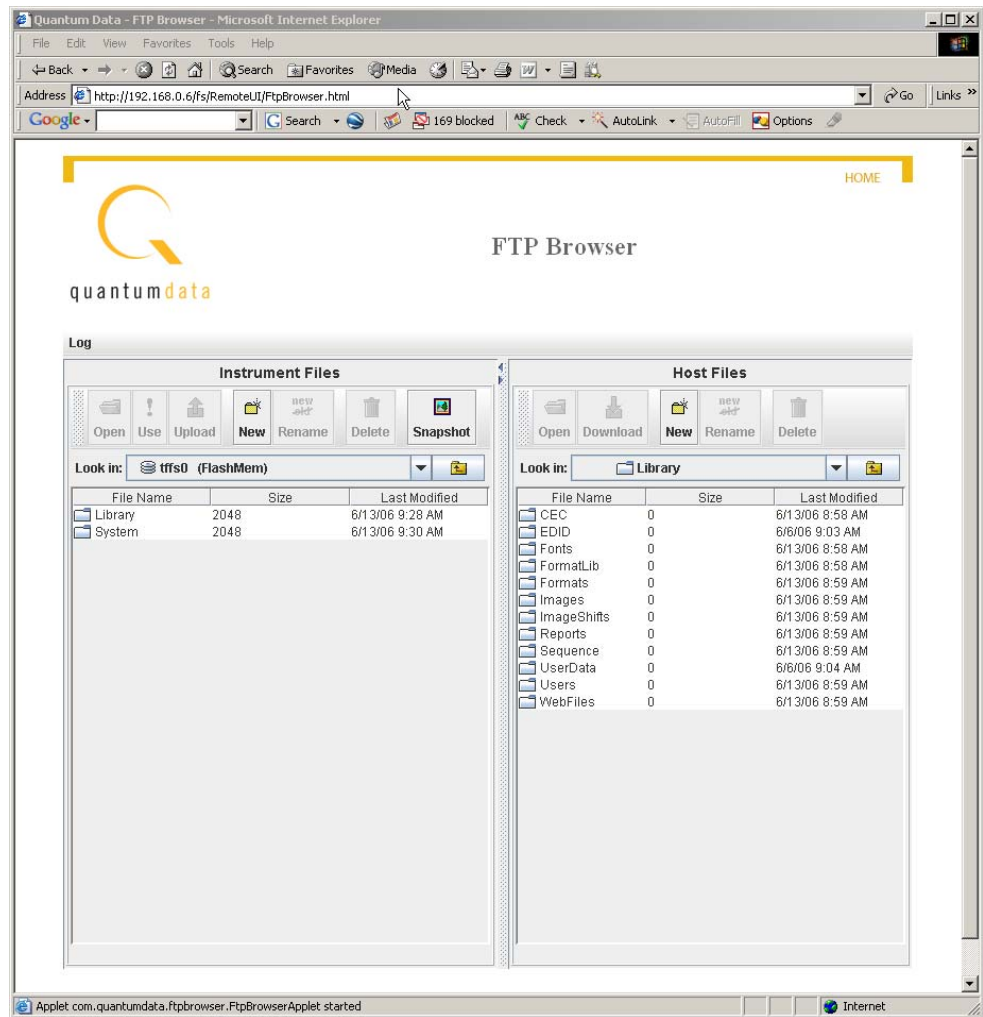 Quantum Data - FTP Browser - Microsoft Internet Explorer
File Edit View Favorites Tools Help
Back Search Favorites Media
Address http://192.168.0.6/fs/RemoteUI/FtpBrowser.html Go Links »
Google Search 169 blocked ABC Check AutoLink AutoFill Options
HOME
FTP Browser
quantumdata
Log
Instrument Files
Open Use Upload New new old Rename Delete Snapshot
Look in: tffs0 (FlashMem)
File Name Size Last Modified
Library 2048 6/13/06 9:28 AM
System 2048 6/13/06 9:30 AM
Host Files
Open Download New new old Rename Delete
Look in: Library
File Name Size Last Modified
CEC 0 6/13/06 8:58 AM
EDID 0 6/6/06 9:03 AM
Fonts 0 6/13/06 8:58 AM
FormatLib 0 6/13/06 8:58 AM
Formats 0 6/13/06 8:59 AM
Images 0 6/13/06 8:59 AM
ImageShifts 0 6/13/06 8:59 AM
Reports 0 6/13/06 8:59 AM
Sequence 0 6/13/06 8:59 AM
UserData 0 6/6/06 9:04 AM
Users 0 6/13/06 8:59 AM
WebFiles 0 6/13/06 8:59 AM
Applet com.quantumdata.ftpbrowser.FtpBrowserApplet started Internet